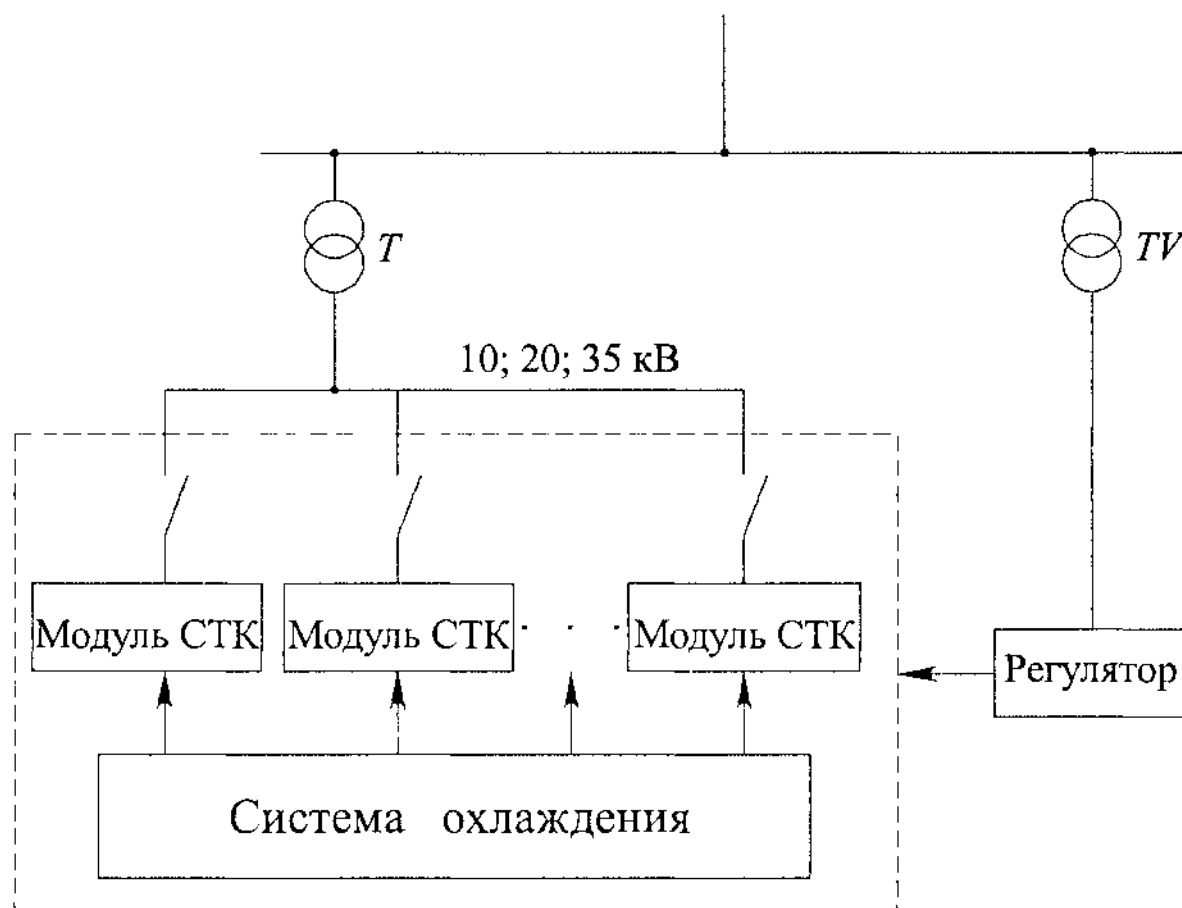 T
TV
10; 20; 35 кВ
Модуль СТК
Модуль СТК
Модуль СТК
Регулятор
Система охлаждения